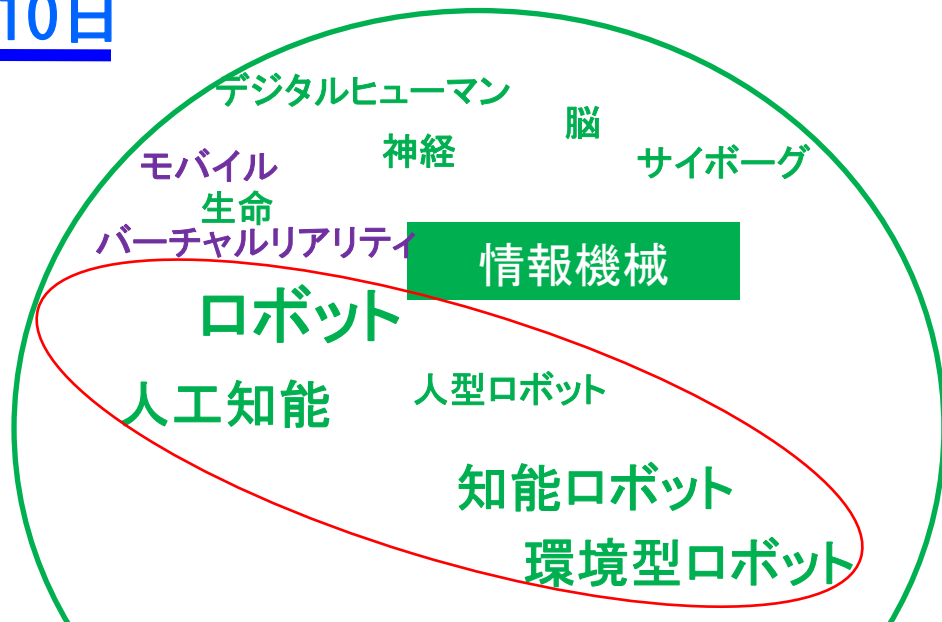 10日
デジタルヒューマン
脳
神経
サイボーグ
モバイル
生命
バーチャルリアリティ
情報機械
ロボット
人工知能
人型ロボット
知能ロボット
環境型ロボット